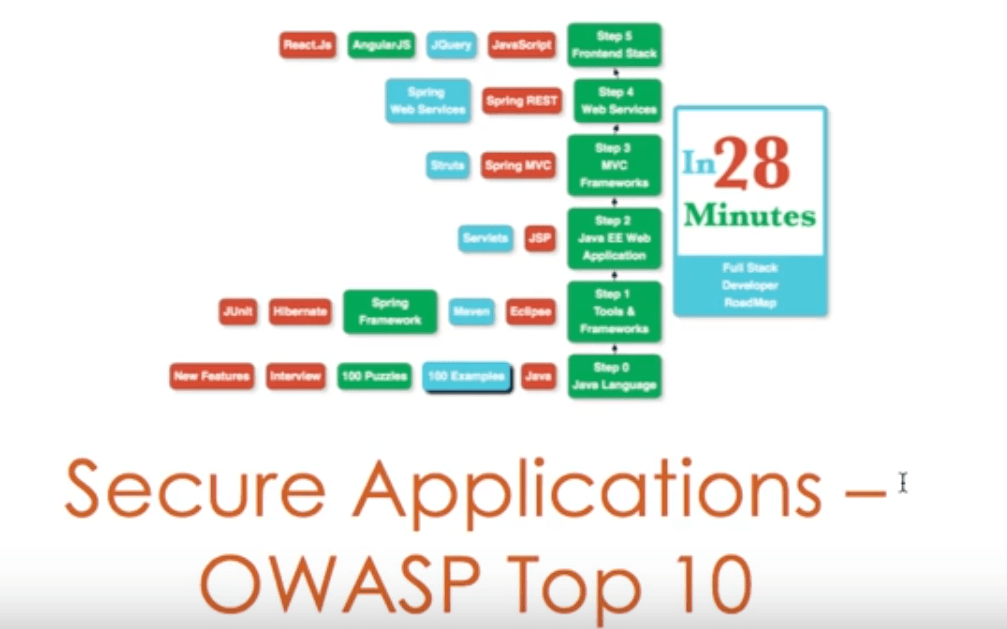 React.Js AngularJS JQuery JavaScript
Step 5
Frontend Stack
Spring
Web Services
Spring REST
Step 4
Web Services
Struts Spring MVC
Step 3
MVC
Frameworks
Servlets JSP
Step 2
Java EE Web
Application
JUnit Hibernate
Spring
Framework
Maven Eclipse
Step 1
Tools &
Frameworks
New Features Interview 100 Puzzles 100 Examples Java
Step 0
Java Language
In28
Minutes
Full Stack
Developer
RoadMap
Secure Applications –
OWASP Top 10